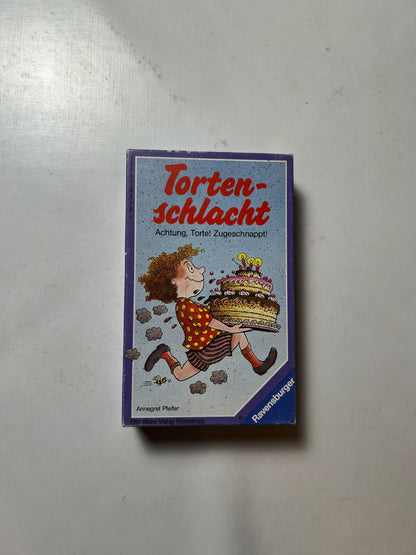 Torten-
schlacht
Achtung, Torte! Zugeschnappt!
Annegret Pfeifer
Otto Maier Verlag Ravensburg
Ravensburger